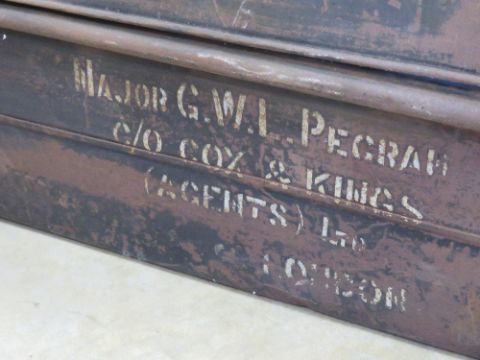 MAJOR G.W.L. PEGRAM
C/O COX & KINGS
(AGENTS) LTD
LONDON